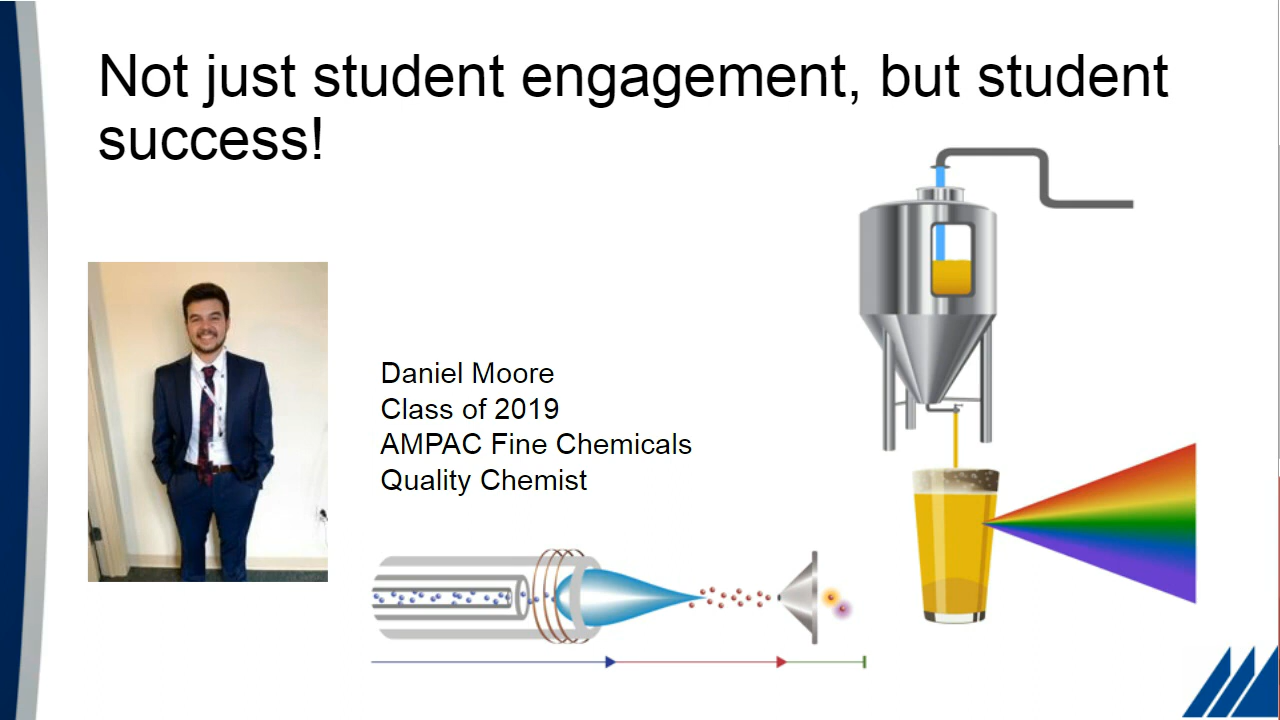 Not just student engagement, but student
success!
Daniel Moore
Class of 2019
AMPAC Fine Chemicals
Quality Chemist